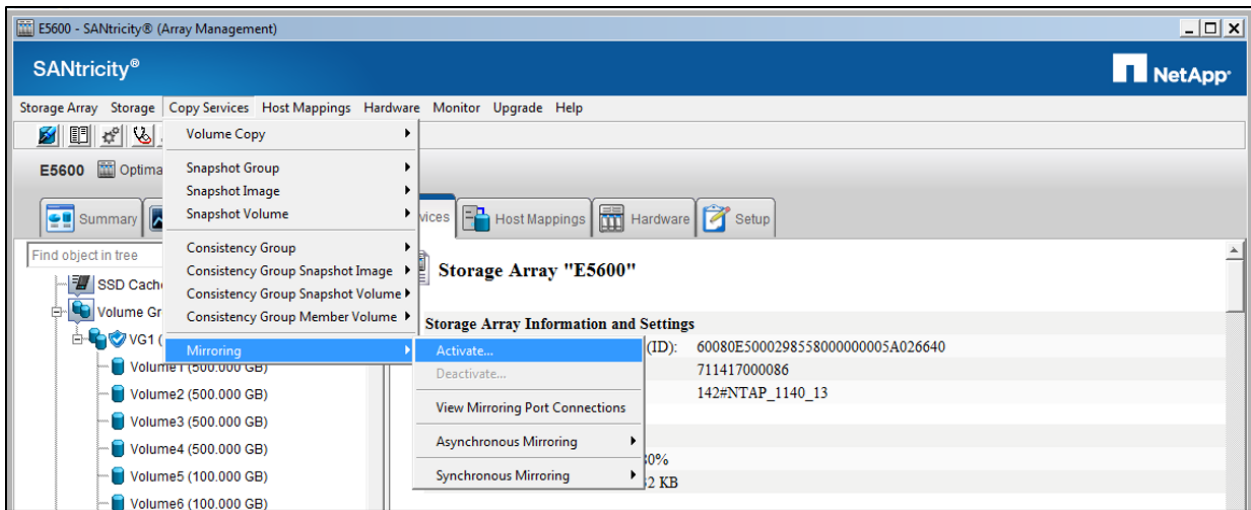 E5600 - SANtricity® (Array Management)
SANtricity®
NetApp
Storage Array Storage Copy Services Host Mappings Hardware Monitor Upgrade Help
Volume Copy
E5600 Optima
Snapshot Group
Snapshot Image
Snapshot Volume
Summary
vices
Host Mappings
Hardware
Setup
Consistency Group
Consistency Group Snapshot Image
Consistency Group Snapshot Volume
Consistency Group Member Volume
Mirroring
Find object in tree
SSD Cach
Volume Gr
VG1 (
Volume1 (500.000 GB)
Volume2 (500.000 GB)
Volume3 (500.000 GB)
Volume4 (500.000 GB)
Volume5 (100.000 GB)
Volume6 (100.000 GB)
Activate...
Deactivate...
View Mirroring Port Connections
Asynchronous Mirroring
Synchronous Mirroring
Storage Array "E5600"
Storage Array Information and Settings
(ID): 60080E5000298558000000005A026640
711417000086
142#NTAP_1140_13
80%
32 KB